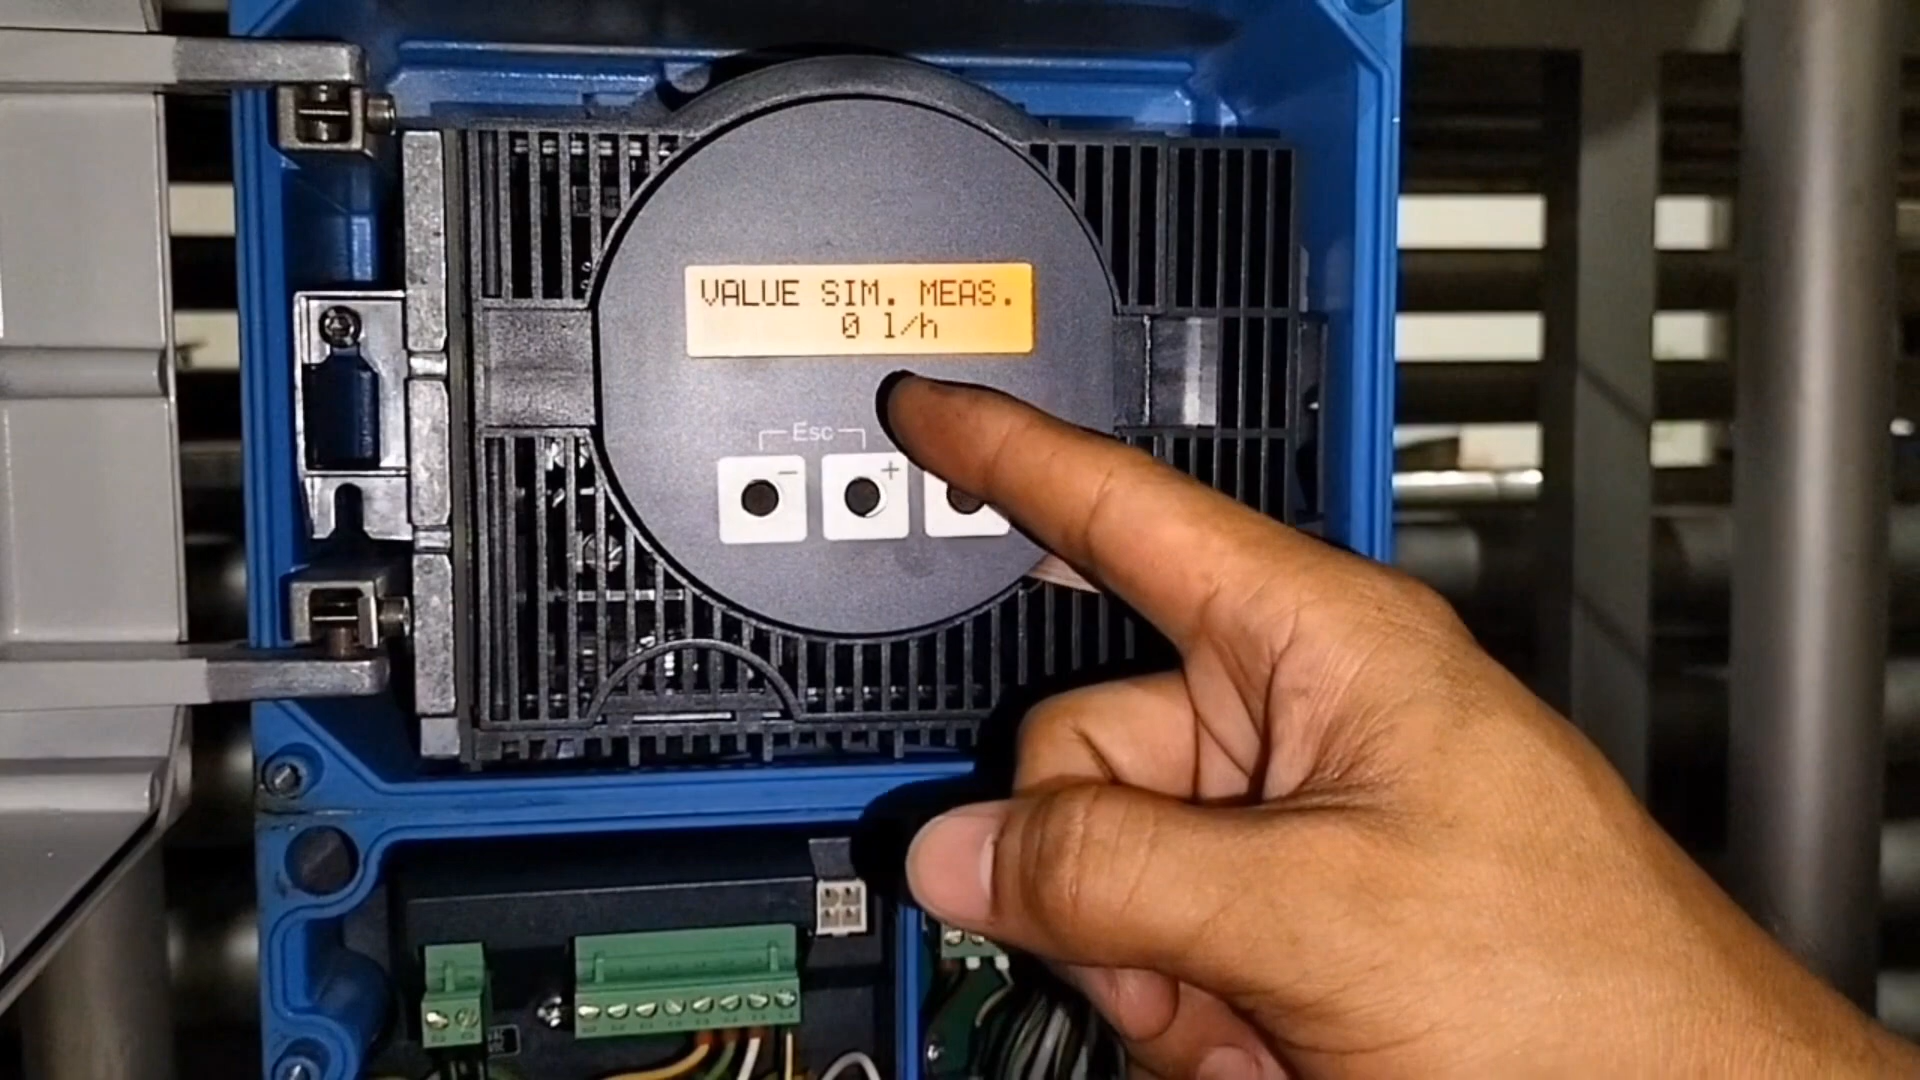 VALUE SIM. MEAS.
0 l/h
Esc
- +